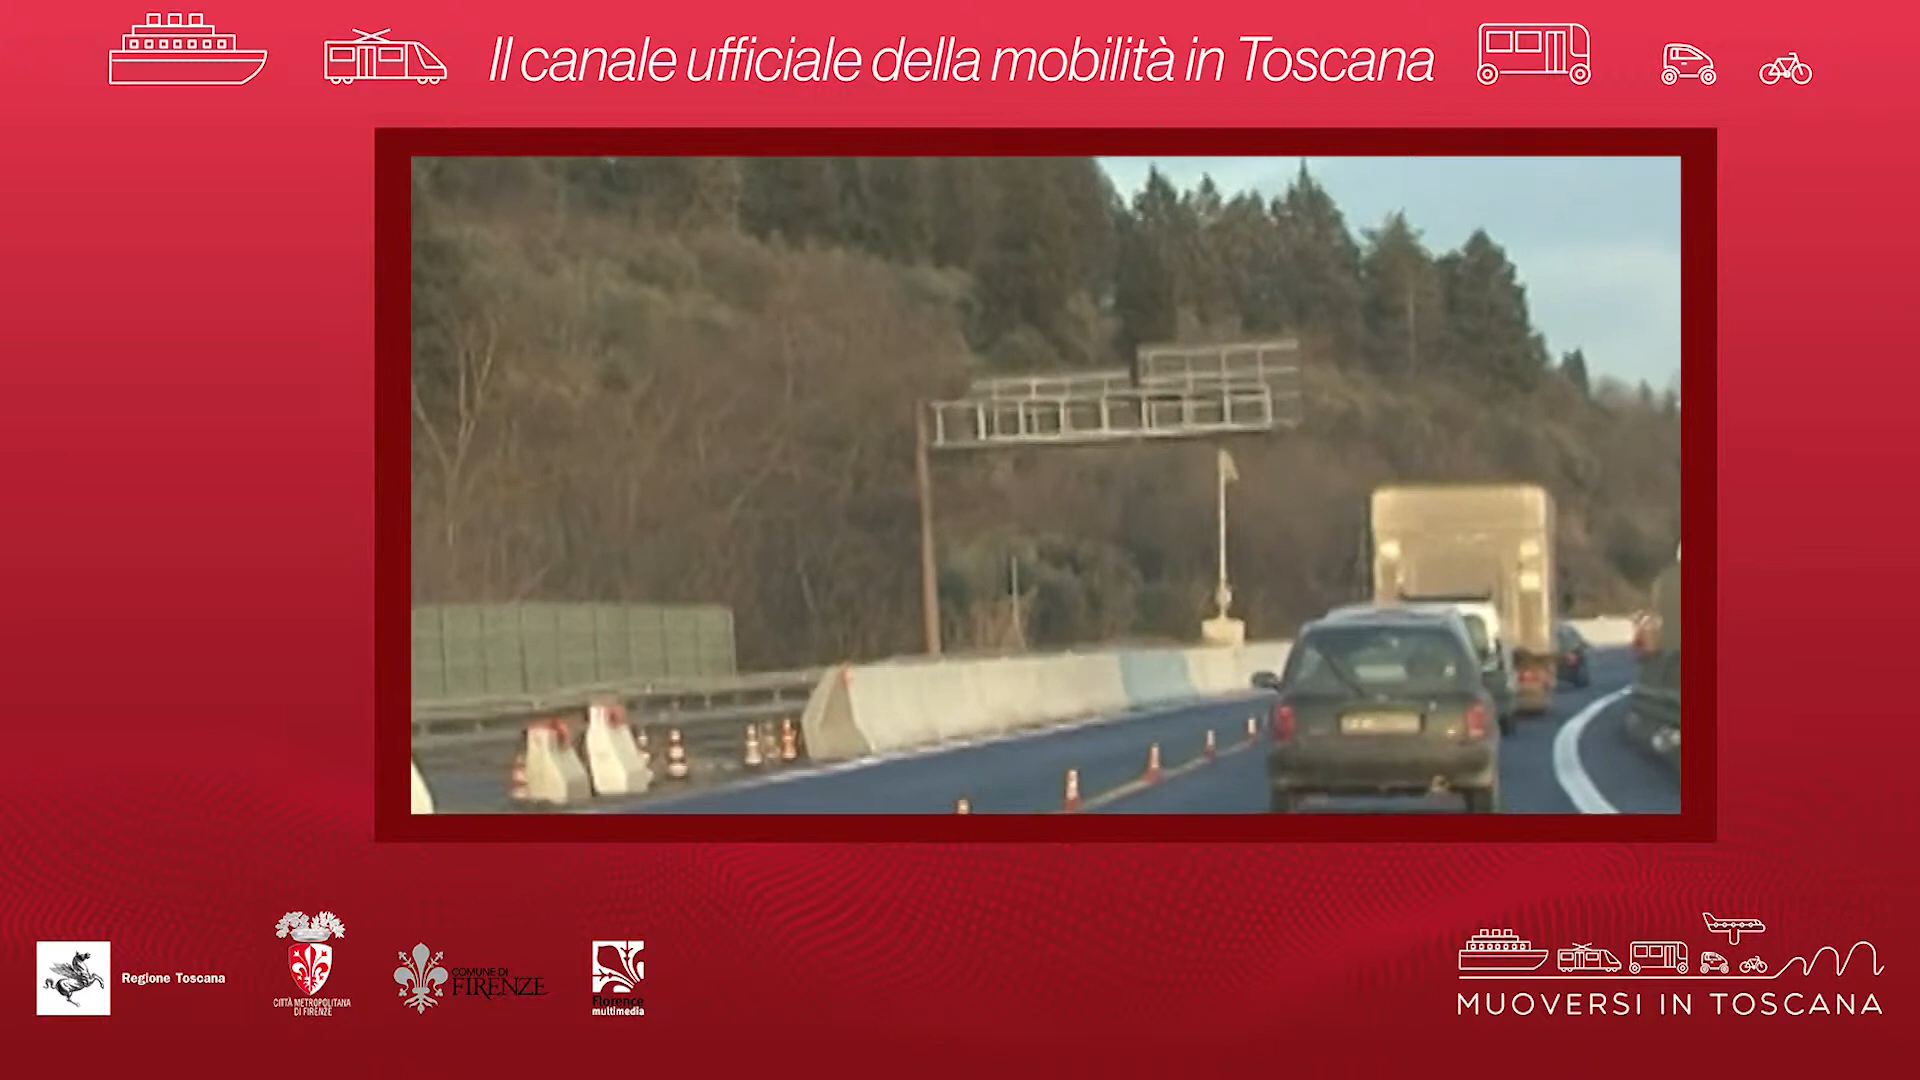 Il canale ufficiale della mobilità in Toscana
Regione Toscana
CITTÀ METROPOLITANA
DI FIRENZE
COMUNE DI
FIRENZE
Florence
multimedia
MUOVERSI IN TOSCANA